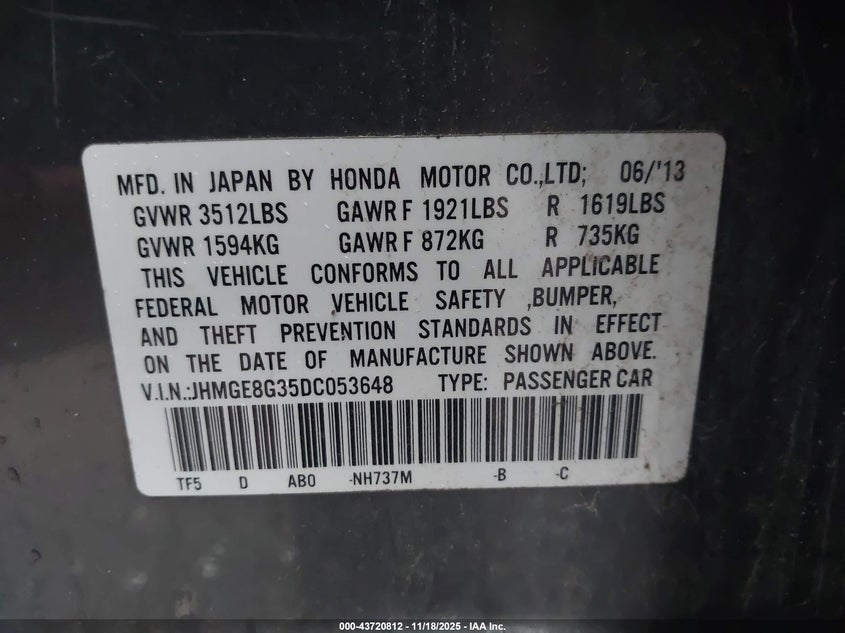 MFD. IN JAPAN BY HONDA MOTOR CO.,LTD; 06/'13
GVWR 3512LBS GAWR F 1921LBS R 1619LBS
GVWR 1594KG GAWR F 872KG R 735KG
THIS VEHICLE CONFORMS TO ALL APPLICABLE
FEDERAL MOTOR VEHICLE SAFETY ,BUMPER,
AND THEFT PREVENTION STANDARDS IN EFFECT
ON THE DATE OF MANUFACTURE SHOWN ABOVE.
V.I.N.:JHMGE8G35DC053648 TYPE: PASSENGER CAR
TF5 D AB0 -NH737M -B -C
000-43720812 - 11/18/2025 - IAA Inc.